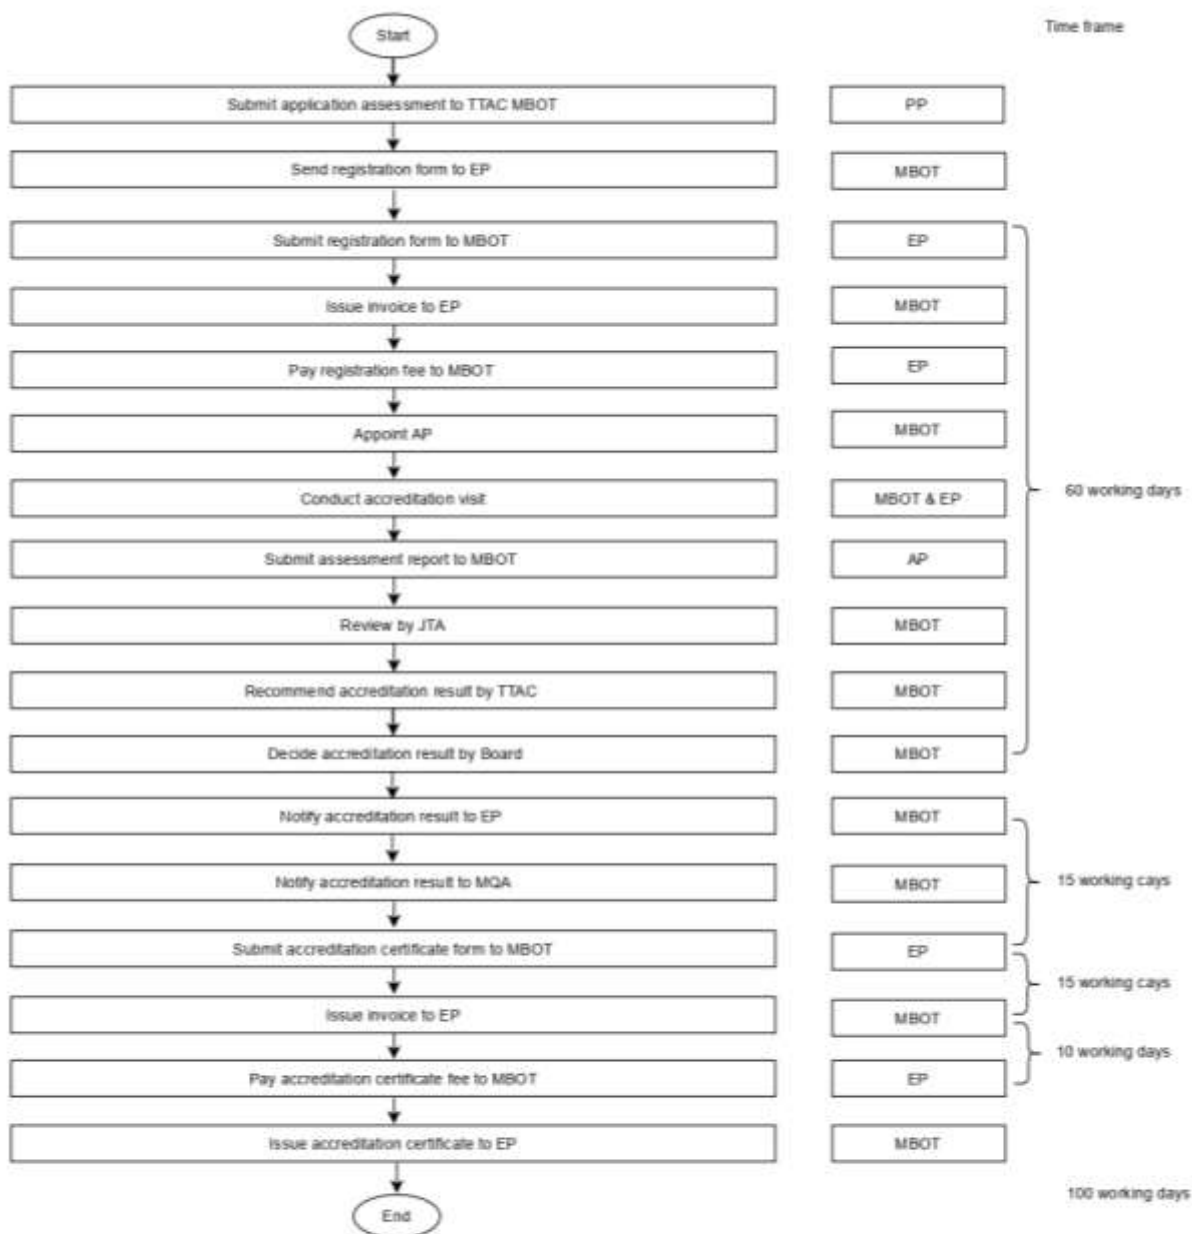 Time frame
Start
Submit application assessment to TTAC MBOT
PP
Send registration form to EP
MBOT
Submit registration form to MBOT
EP
Issue invoice to EP
MBOT
Pay registration fee to MBOT
EP
Appoint AP
MBOT
Conduct accreditation visit
MBOT & EP
60 working days
Submit assessment report to MBOT
AP
Review by JTA
MBOT
Recommend accreditation result by TTAC
MBOT
Decide accreditation result by Board
MBOT
Notify accreditation result to EP
MBOT
Notify accreditation result to MQA
MBOT
15 working cays
Submit accreditation certificate form to MBOT
EP
15 working cays
Issue invoice to EP
MBOT
10 working days
Pay accreditation certificate fee to MBOT
EP
Issue accreditation certificate to EP
MBOT
100 working days
End